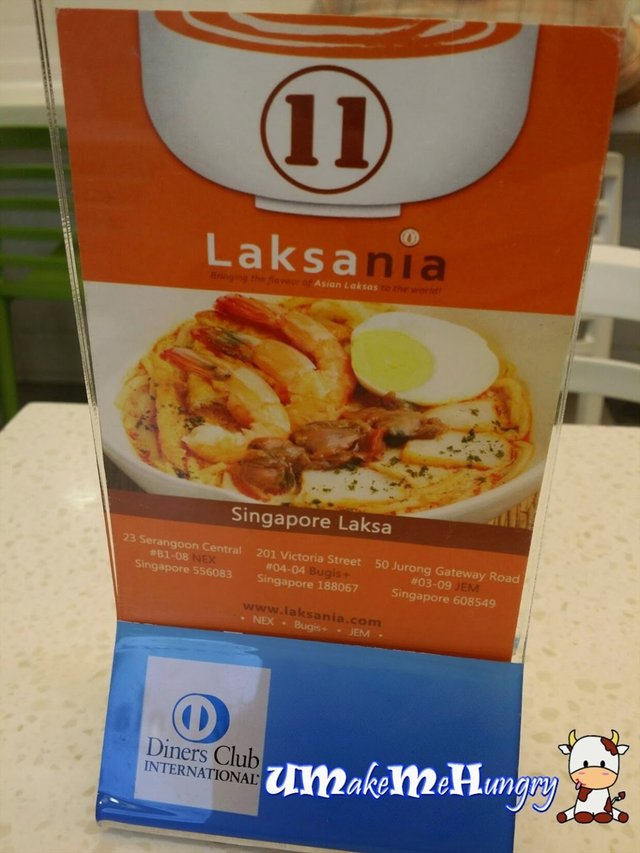 11
Laksania
Bringing the flavour of Asian Laksas to the world!
Singapore Laksa
23 Serangoon Central
#B1-08 NEX
Singapore 556083
201 Victoria Street
#04-04 Bugis+
Singapore 188067
50 Jurong Gateway Road
#03-09 JEM
Singapore 608549
www.laksania.com
• NEX • Bugis+ • JEM •
Diners Club
INTERNATIONAL®
UMakeMeHungry